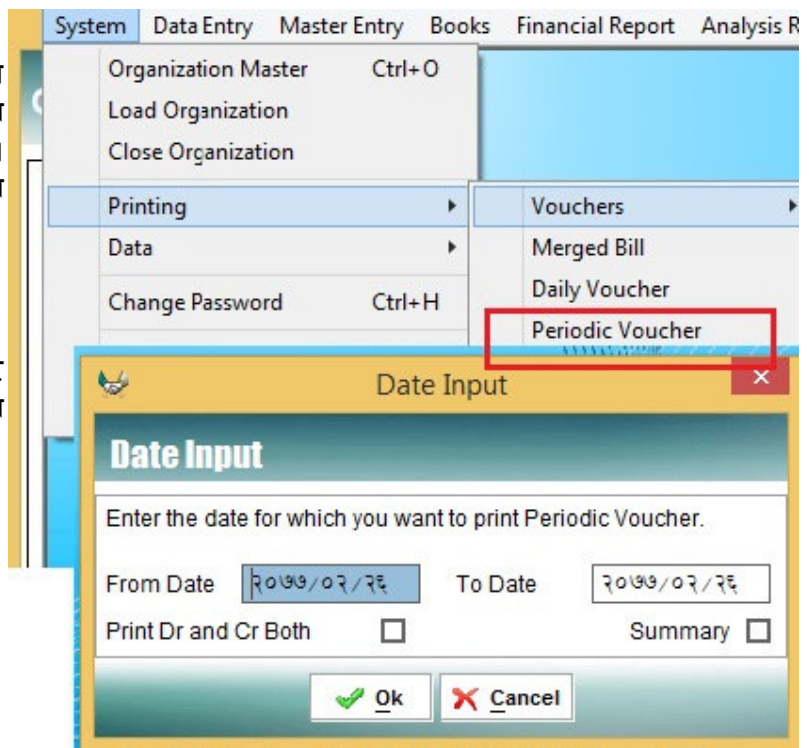 System Data Entry Master Entry Books Financial Report Analysis R
Organization Master Ctrl+O
Load Organization
Close Organization
Printing
Data
Change Password Ctrl+H
Vouchers
Merged Bill
Daily Voucher
Periodic Voucher
Date Input
Date Input
Enter the date for which you want to print Periodic Voucher.
From Date २०७७/०२/२६ To Date २०७७/०२/२६
Print Dr and Cr Both Summary
Ok Cancel